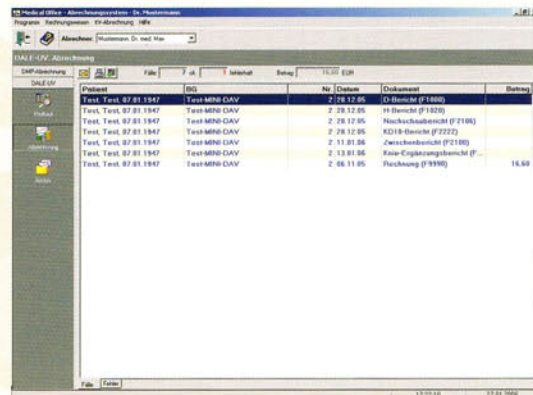 Medical Office - Abrechnungssystem - Dr. Mustermann
Programm Rechnungswesen KV-Abrechnung Hilfe
Abrechner: Mustermann, Dr. med. Max
DALE-UV: Abrechnung
DMP-Abrechnung Fälle: 7 ok 1 fehlerhaft Betrag 16,60 EUR
DALE-UV
Prüflauf
Abrechnung
Archiv
Patient BG Nr. Datum Dokument Betrag
Test, Test, 07.01.1947 Test-MINI-DAV 2 28.12.05 D-Bericht (F1000)
Test, Test, 07.01.1947 Test-MINI-DAV 2 28.12.05 H-Bericht (F1020)
Test, Test, 07.01.1947 Test-MINI-DAV 2 28.12.05 Nachschaubericht (F2106)
Test, Test, 07.01.1947 Test-MINI-DAV 2 28.12.05 KD10-Bericht (F2222)
Test, Test, 07.01.1947 Test-MINI-DAV 2 11.01.06 Zwischenbericht (F2100)
Test, Test, 07.01.1947 Test-MINI-DAV 2 13.01.06 Knie-Ergänzungsbericht (F...
Test, Test, 07.01.1947 Test-MINI-DAV 2 06.11.05 Rechnung (F9990) 16,60
Fälle Fehler